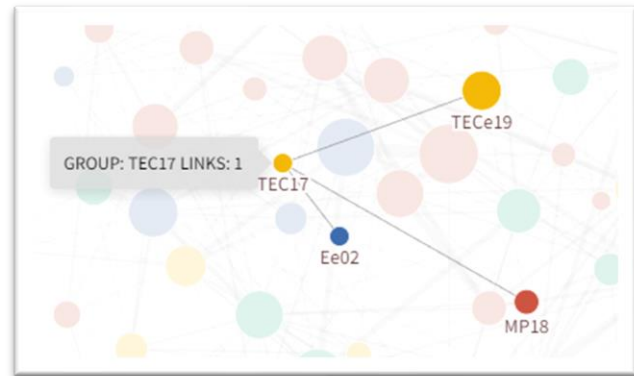 TECe19
GROUP: TEC17 LINKS: 1
TEC17
Ee02
MP18